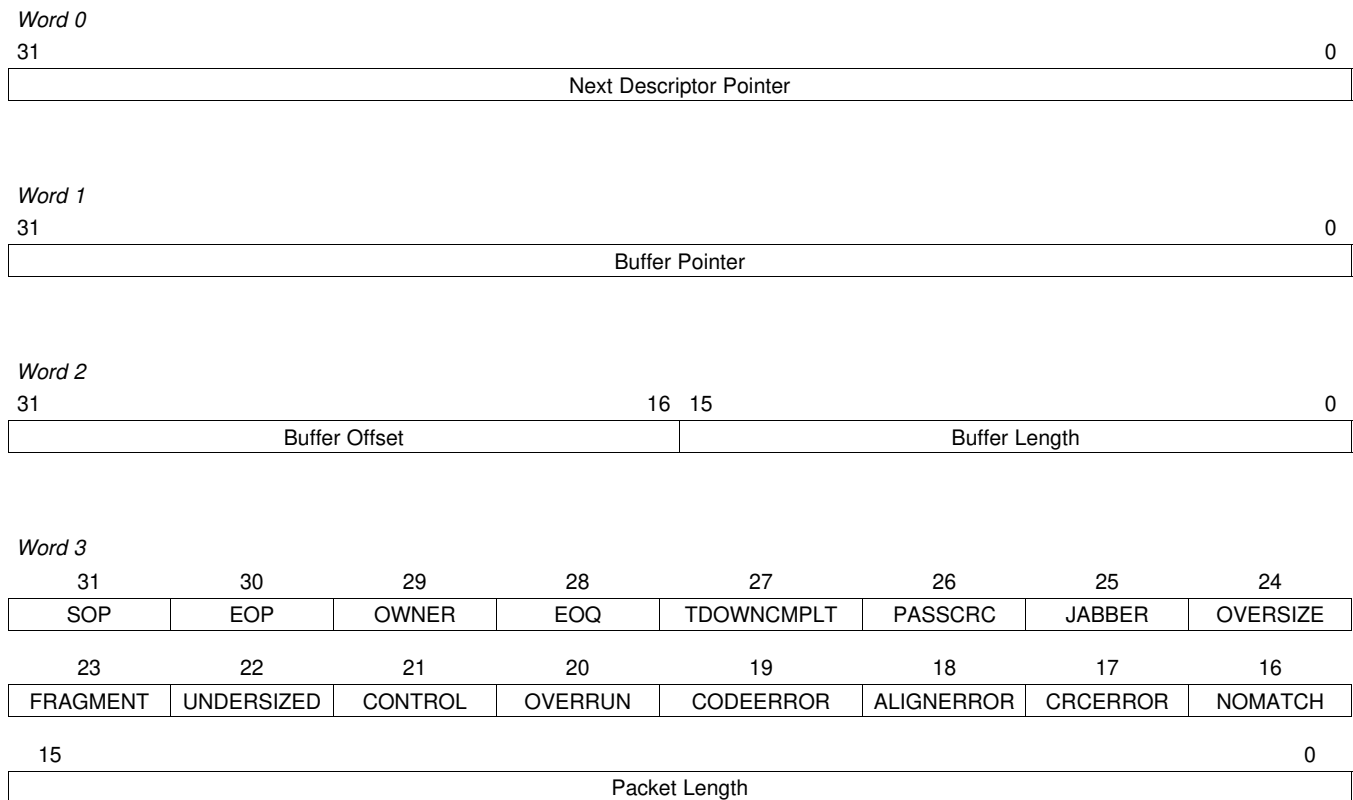 Word 0
31 0
Next Descriptor Pointer
Word 1
31 0
Buffer Pointer
Word 2
31 16 15 0
Buffer Offset Buffer Length
Word 3
31 30 29 28 27 26 25 24
SOP EOP OWNER EOQ TDOWNCMPLT PASSCRC JABBER OVERSIZE
23 22 21 20 19 18 17 16
FRAGMENT UNDERSIZED CONTROL OVERRUN CODEERROR ALIGNERROR CRCERROR NOMATCH
15 0
Packet Length